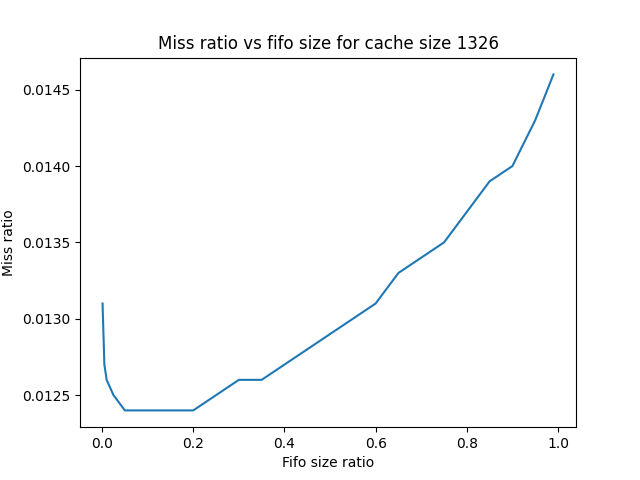 Miss ratio vs fifo size for cache size 1326
0.0145
0.0140
0.0135
0.0130
0.0125
Miss ratio
0.0 0.2 0.4 0.6 0.8 1.0
Fifo size ratio